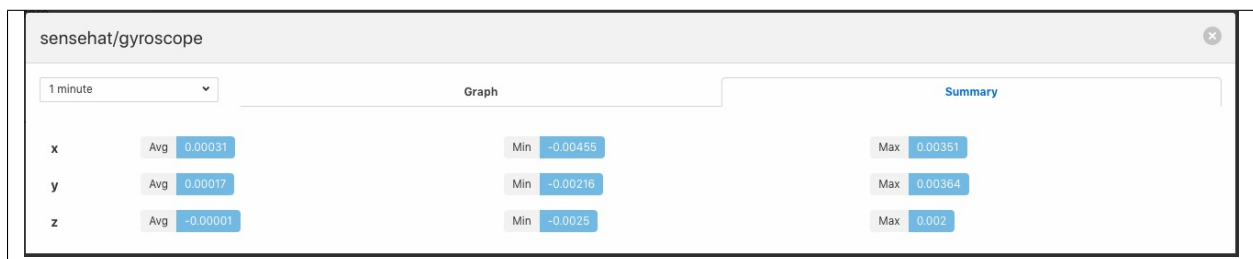 sensehat/gyroscope
1 minute Graph Summary
x Avg 0.00031 Min -0.00455 Max 0.00351
y Avg 0.00017 Min -0.00216 Max 0.00364
z Avg -0.00001 Min -0.0025 Max 0.002